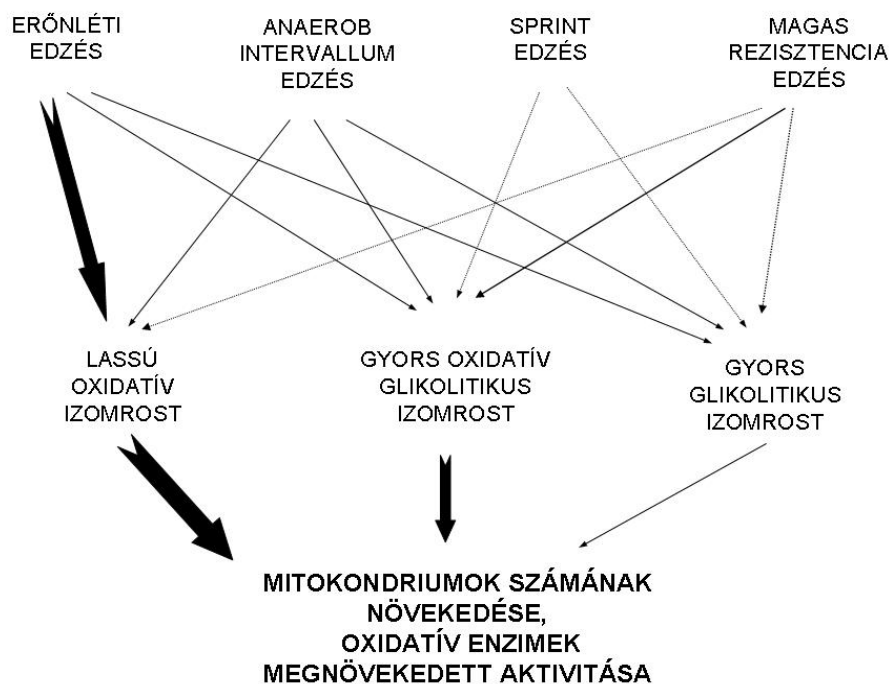 ERŐNLÉTI
EDZÉS
ANAEROB
INTERVALLUM
EDZÉS
SPRINT
EDZÉS
MAGAS
REZISZTENCIA
EDZÉS
LASSÚ
OXIDATÍV
IZOMROST
GYORS OXIDATÍV
GLIKOLITIKUS
IZOMROST
GYORS
GLIKOLITIKUS
IZOMROST
MITOKONDRIUMOK SZÁMÁNAK
NÖVEKEDÉSE,
OXIDATÍV ENZIMEK
MEGNÖVEKEDETT AKTIVITÁSA